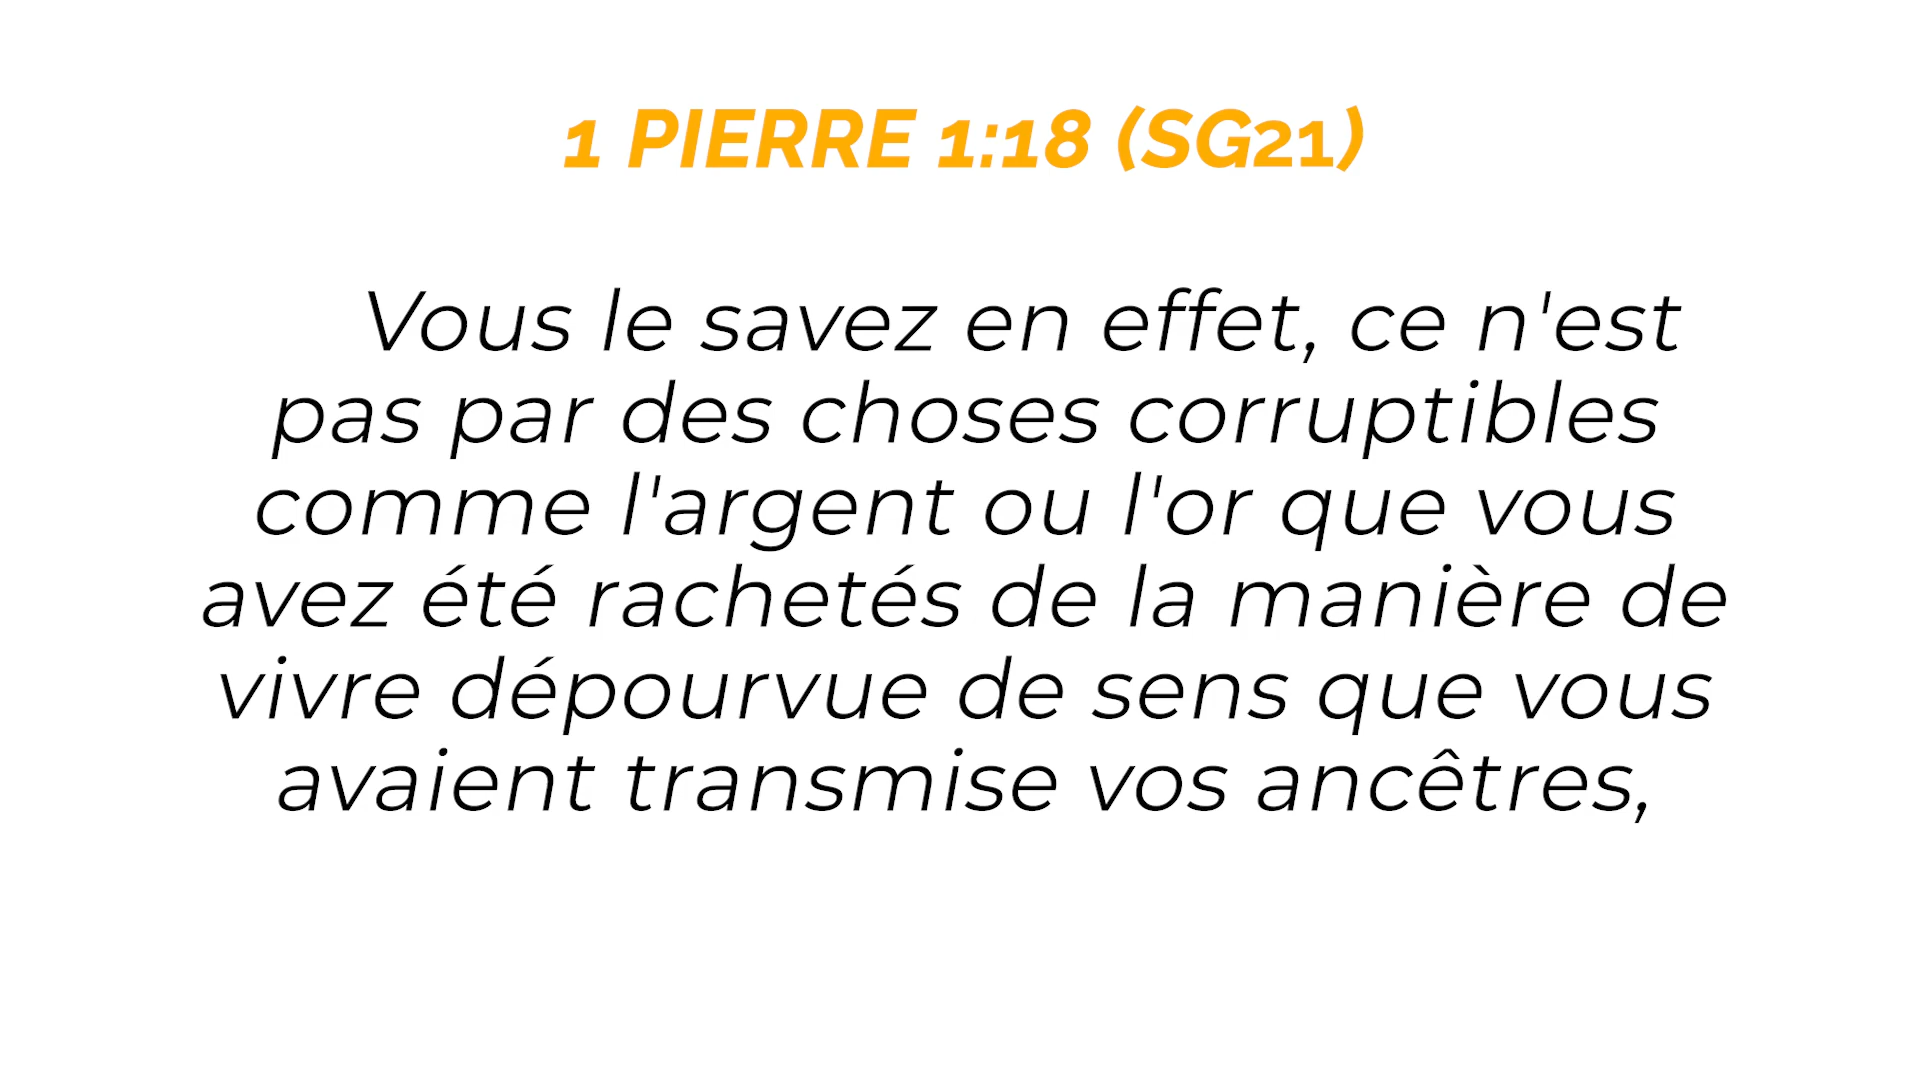 1 PIERRE 1:18 (SG21)
Vous le savez en effet, ce n'est
pas par des choses corruptibles
comme l'argent ou l'or que vous
avez été rachetés de la manière de
vivre dépourvue de sens que vous
avaient transmise vos ancêtres,